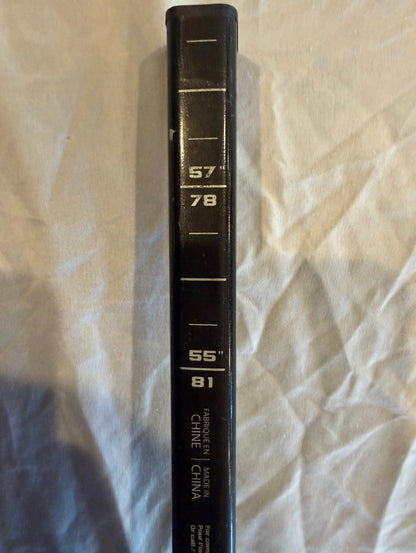 57"
78
55"
81
FABRIQUÉ EN | MADE IN
CHINE | CHINA